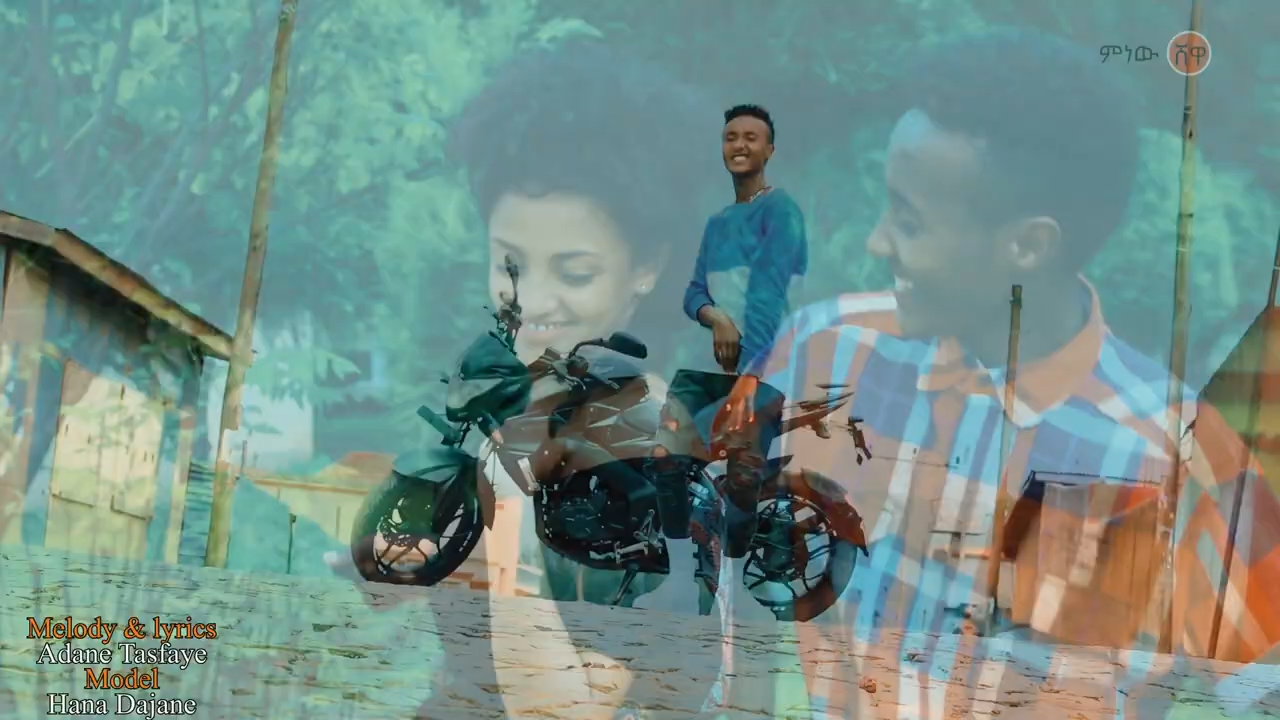 ምነው ሸዋ
Melody & lyrics
Adane Tasfaye
Model
Hana Dajane